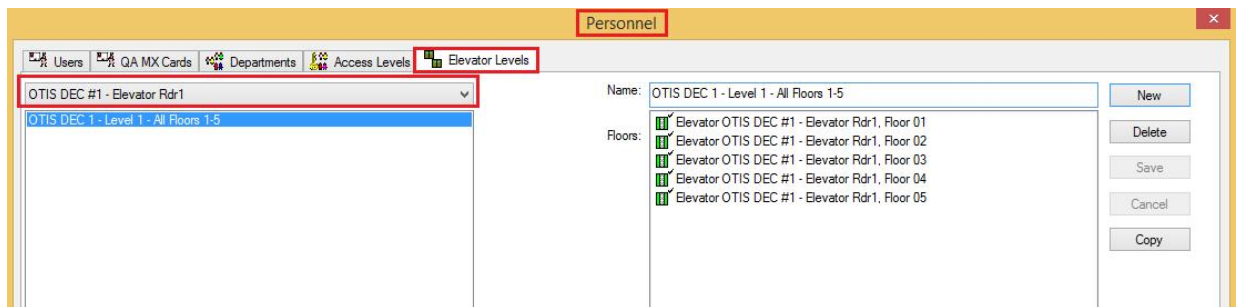 Personnel
×
Users
QA MX Cards
Departments
Access Levels
Elevator Levels
OTIS DEC #1 - Elevator Rdr1
OTIS DEC 1 - Level 1 - All Floors 1-5
Name:
OTIS DEC 1 - Level 1 - All Floors 1-5
Floors:
Elevator OTIS DEC #1 - Elevator Rdr1, Floor 01
Elevator OTIS DEC #1 - Elevator Rdr1, Floor 02
Elevator OTIS DEC #1 - Elevator Rdr1, Floor 03
Elevator OTIS DEC #1 - Elevator Rdr1, Floor 04
Elevator OTIS DEC #1 - Elevator Rdr1, Floor 05
New
Delete
Save
Cancel
Copy